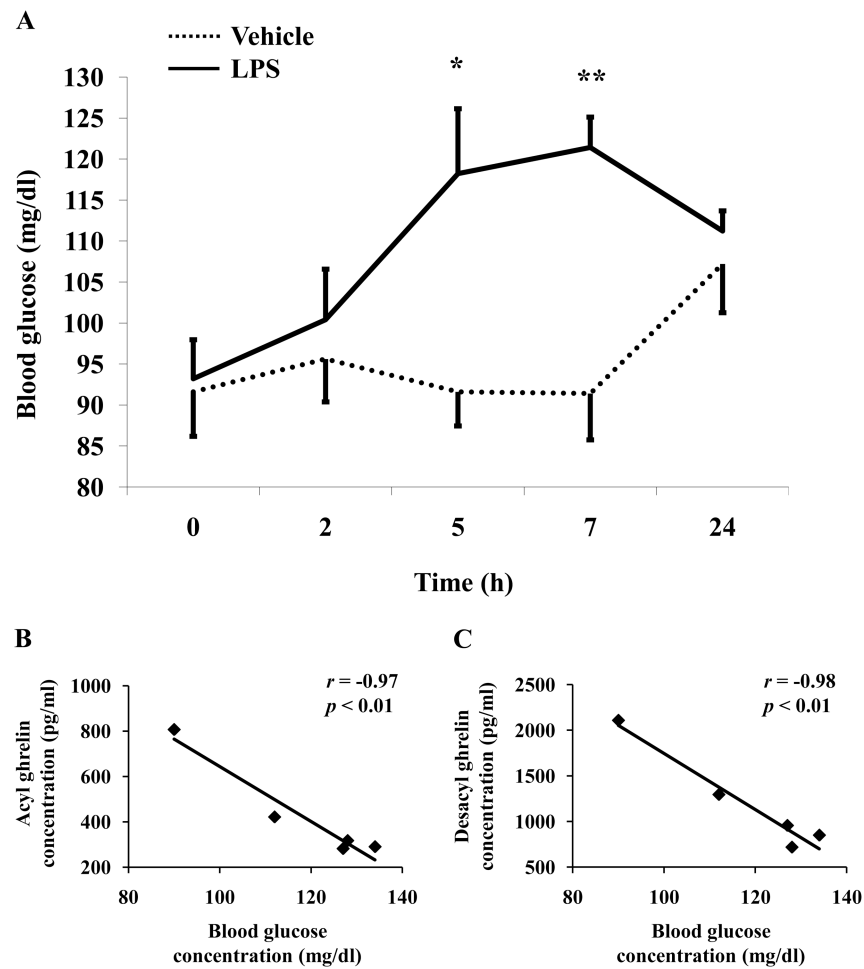 A
Vehicle
LPS
*
**
130
125
120
115
110
105
100
95
90
85
80
Blood glucose (mg/dl)
0 2 5 7 24
Time (h)
B
r = -0.97
p < 0.01
1000
800
600
400
200
Acyl ghrelin
concentration (pg/ml)
80 100 120 140
Blood glucose
concentration (mg/dl)
C
r = -0.98
p < 0.01
2500
2000
1500
1000
500
Desacyl ghrelin
concentration (pg/ml)
80 100 120 140
Blood glucose
concentration (mg/dl)